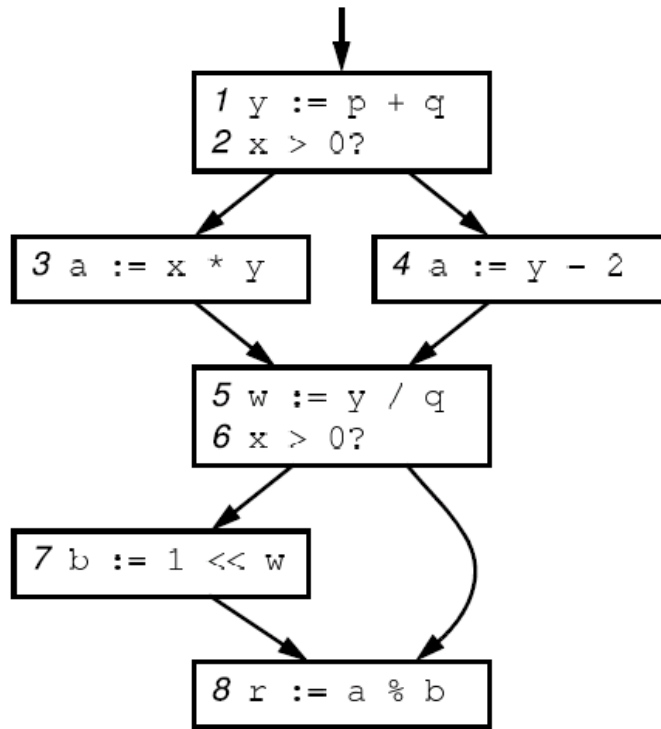 1 y := p + q
2 x > 0?
3 a := x * y
4 a := y - 2
5 w := y / q
6 x > 0?
7 b := 1 << w
8 r := a % b